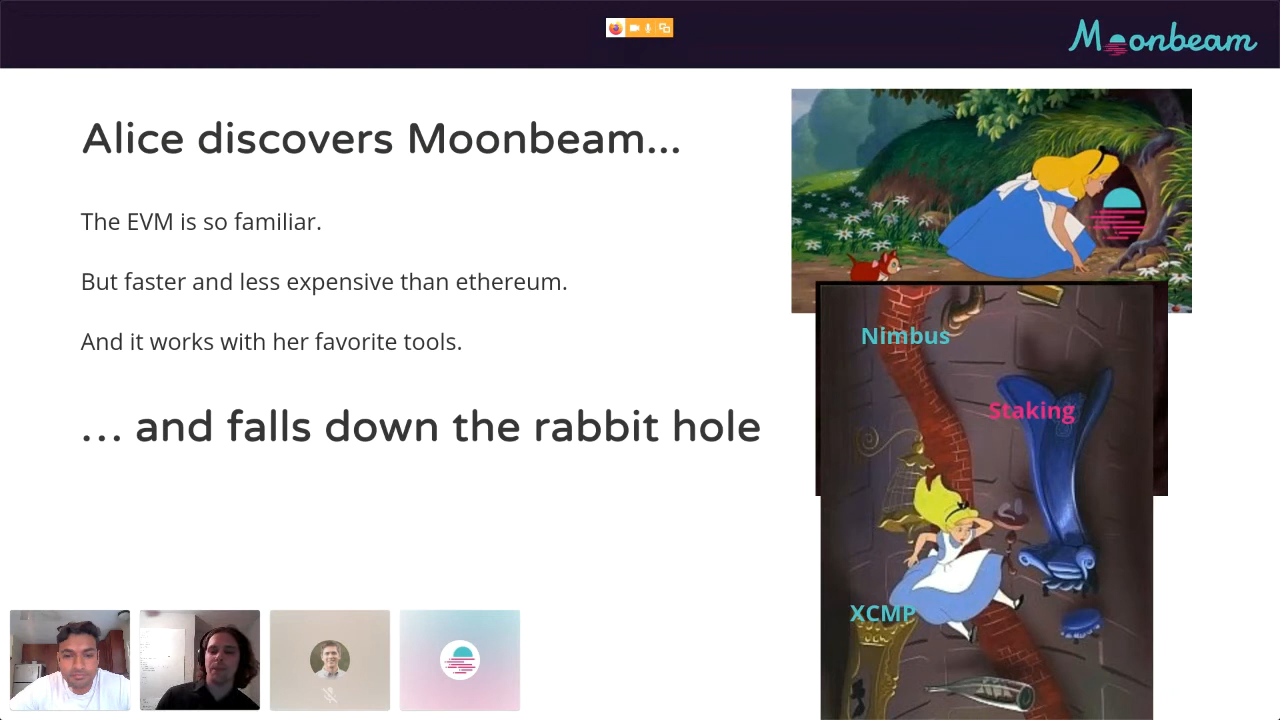 Moonbeam
Alice discovers Moonbeam...
The EVM is so familiar.
But faster and less expensive than ethereum.
And it works with her favorite tools.
… and falls down the rabbit hole
Nimbus
Staking
XCMP